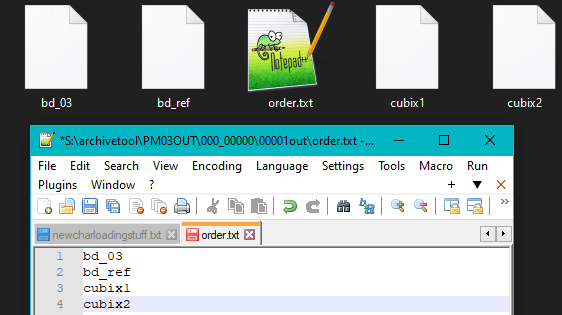 bd_03
bd_ref
order.txt
cubix1
cubix2
Notepad++
*S:\archivetool\PM03OUT\000_00000\00001out\order.txt -...
File Edit Search View Encoding Language Settings Tools Macro Run
Plugins Window ? + ▼ X
newcharloadingstuff.txt order.txt
1 bd_03
2 bd_ref
3 cubix1
4 cubix2